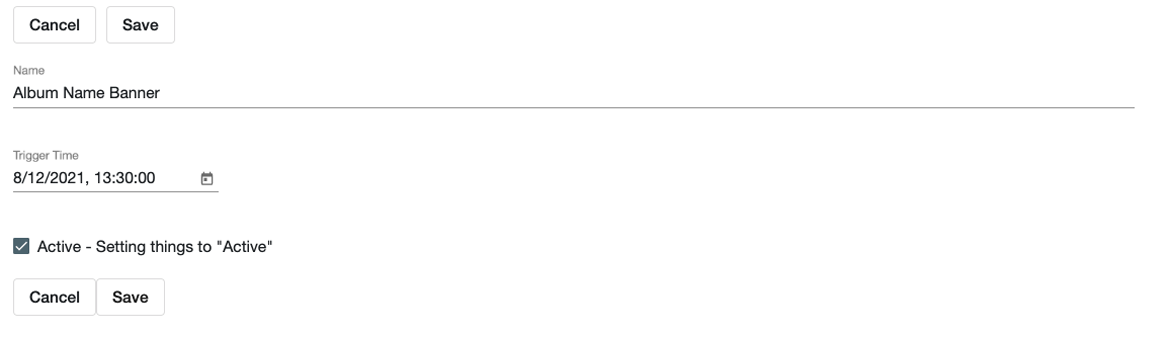 Cancel Save
Name
Album Name Banner
Trigger Time
8/12/2021, 13:30:00
Active - Setting things to "Active"
Cancel Save